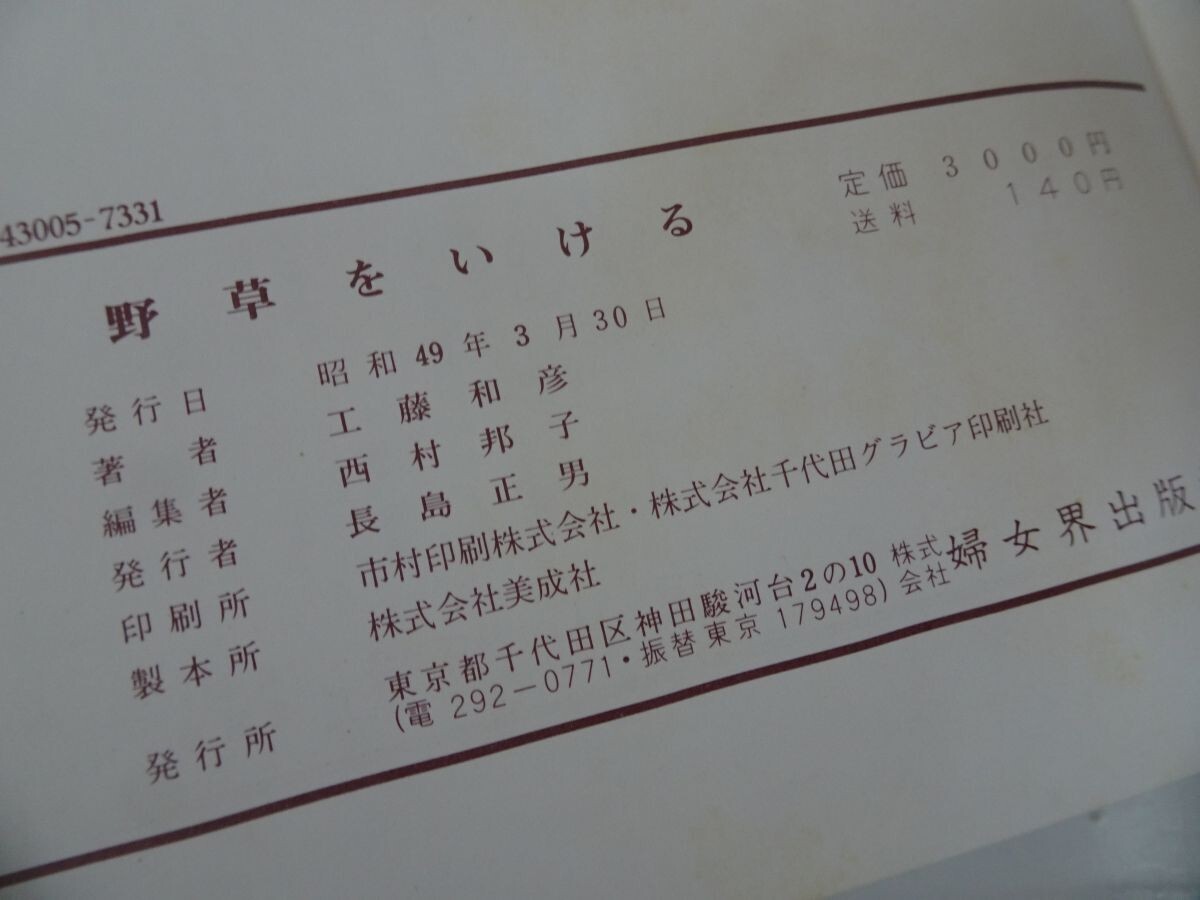 43005-7331
野草をいける
定価 3000円
送料 140円
発行日 昭和49年3月30日
著者 工藤和彦
編集者 西村邦子
発行者 長島正男
印刷所 市村印刷株式会社・株式会社千代田グラビア印刷社
製本所 株式会社美成社
発行所 東京都千代田区神田駿河台2の10 株式会社 婦女界出版
(電 292-0771・振替東京 179498)